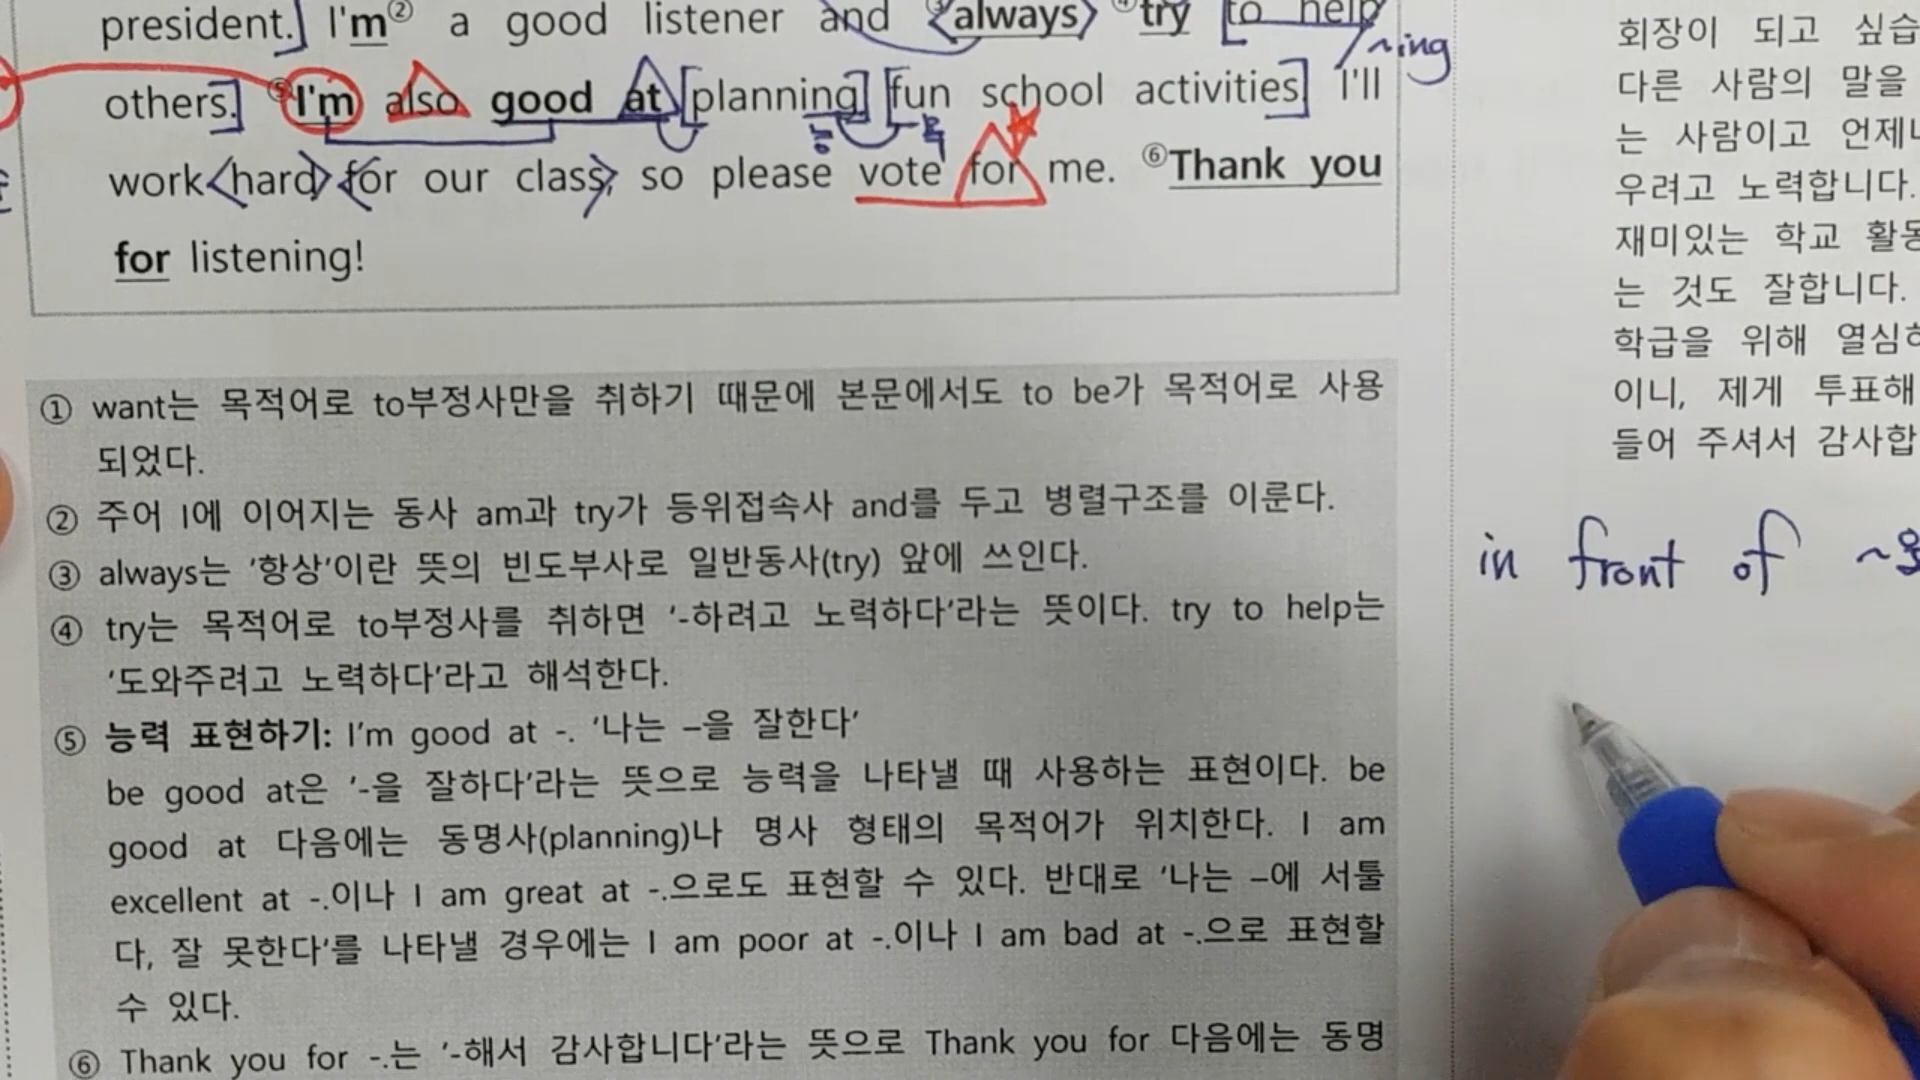 president.] I'm② a good listener and <③always> ④try [to help
~ing
others.] ⑤I'm also good at [planning] [fun school activities] I'll
work <hard> <for our class>, so please vote for me. ⑥Thank you
for listening!
① want는 목적어로 to부정사만을 취하기 때문에 본문에서도 to be가 목적어로 사용
되었다.
② 주어 I에 이어지는 동사 am과 try가 등위접속사 and를 두고 병렬구조를 이룬다.
③ always는 '항상'이란 뜻의 빈도부사로 일반동사(try) 앞에 쓰인다.
④ try는 목적어로 to부정사를 취하면 '-하려고 노력하다'라는 뜻이다. try to help는
'도와주려고 노력하다'라고 해석한다.
⑤ 능력 표현하기: I'm good at -. '나는 –을 잘한다'
be good at은 '-을 잘하다'라는 뜻으로 능력을 나타낼 때 사용하는 표현이다. be
good at 다음에는 동명사(planning)나 명사 형태의 목적어가 위치한다. I am
excellent at -.이나 I am great at -.으로도 표현할 수 있다. 반대로 '나는 –에 서툴
다, 잘 못한다'를 나타낼 경우에는 I am poor at -.이나 I am bad at -.으로 표현할
수 있다.
⑥ Thank you for -.는 '-해서 감사합니다'라는 뜻으로 Thank you for 다음에는 동명
회장이 되고 싶습
다른 사람의 말을
는 사람이고 언제나
우려고 노력합니다.
재미있는 학교 활동
는 것도 잘합니다.
학급을 위해 열심히
이니, 제게 투표해
들어 주셔서 감사합
in front of ~